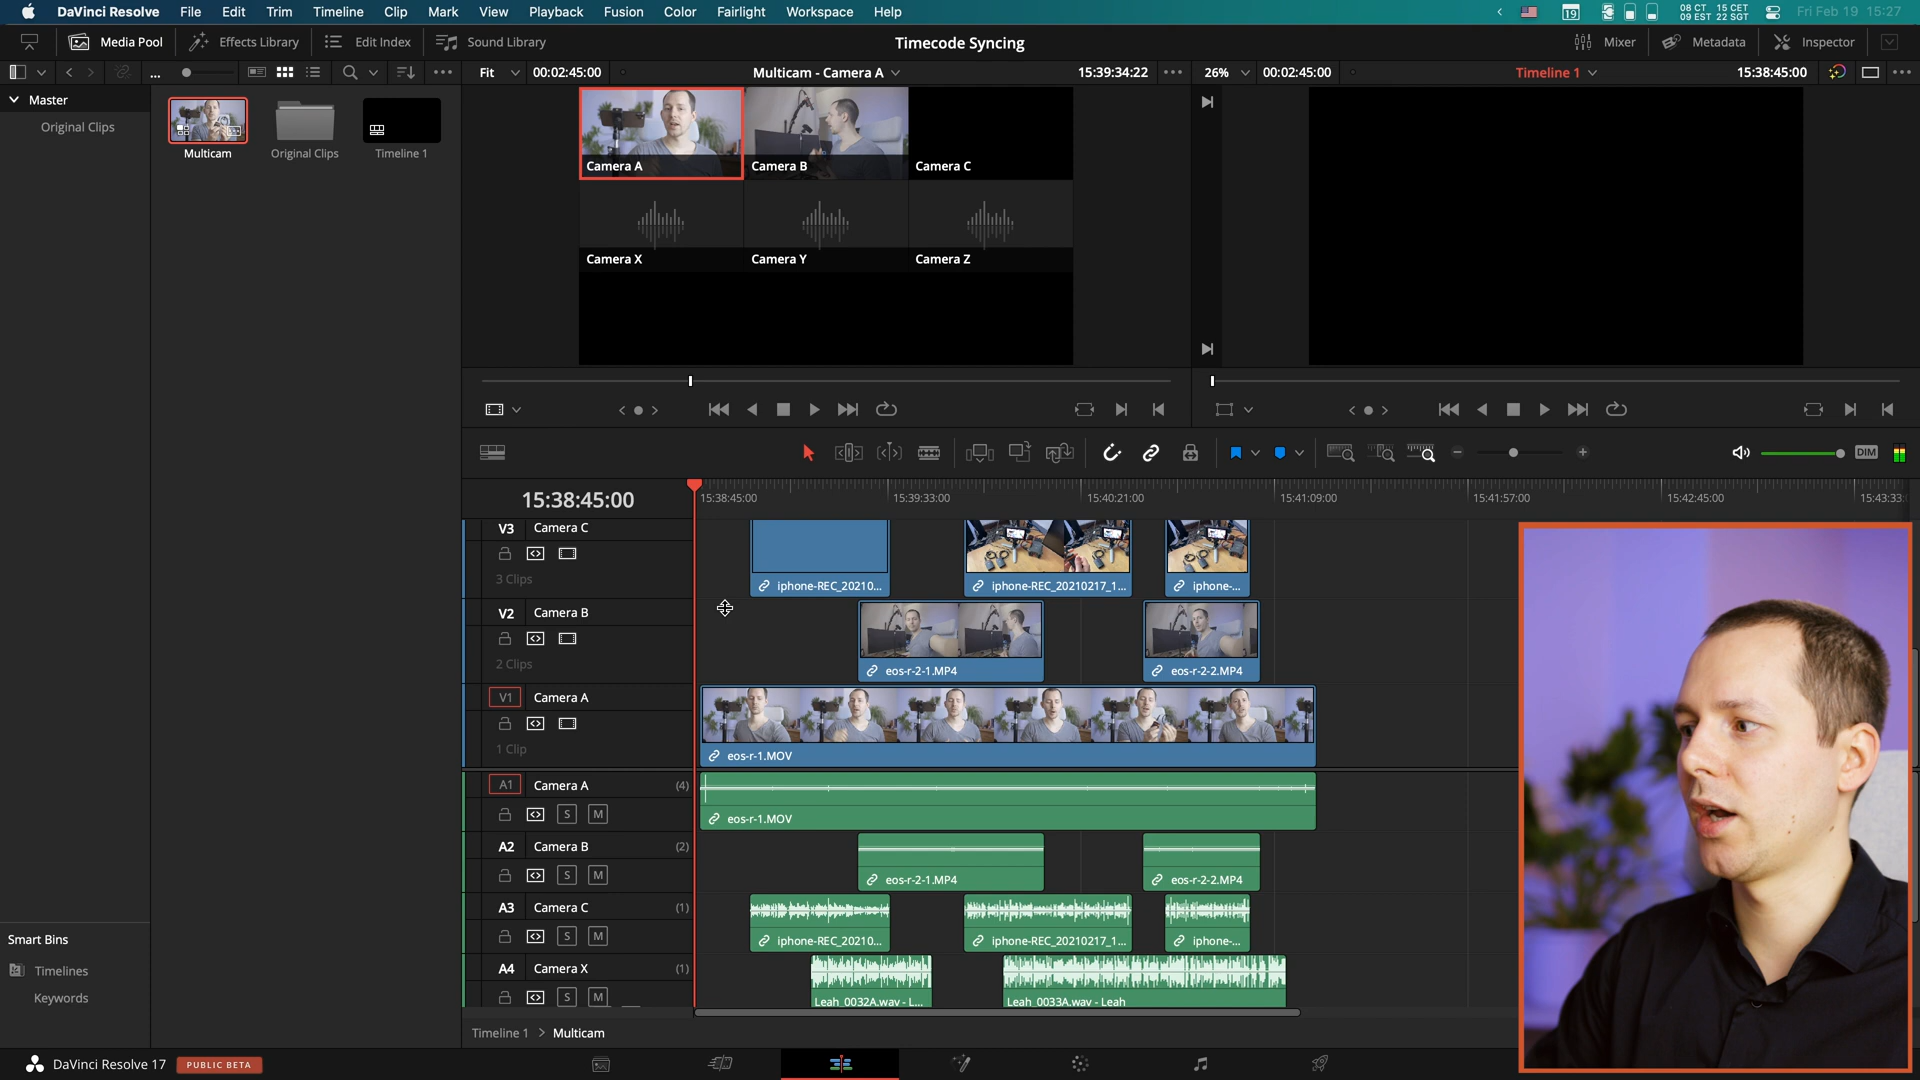 DaVinci Resolve File Edit Trim Timeline Clip Mark View Playback Fusion Color Fairlight Workspace Help
19 08 CT 15 CET Fri Feb 19 15:27
09 EST 22 SGT
Media Pool Effects Library Edit Index Sound Library Timecode Syncing Mixer Metadata Inspector
Fit 00:02:45:00 Multicam - Camera A 15:39:34:22 26% 00:02:45:00 Timeline 1 15:38:45:00
Master
Original Clips
Multicam Original Clips Timeline 1
Camera A Camera B Camera C
Camera X Camera Y Camera Z
DIM
15:38:45:00 15:38:45:00 15:39:33:00 15:40:21:00 15:41:09:00 15:41:57:00 15:42:45:00 15:43:33:
V3 Camera C
3 Clips
iphone-REC_20210... iphone-REC_20210217_1... iphone-...
V2 Camera B
2 Clips
eos-r-2-1.MP4 eos-r-2-2.MP4
V1 Camera A
1 Clip
eos-r-1.MOV
A1 Camera A (4)
S M
eos-r-1.MOV
A2 Camera B (2)
S M
eos-r-2-1.MP4 eos-r-2-2.MP4
A3 Camera C (1)
S M
iphone-REC_20210... iphone-REC_20210217_1... iphone-...
A4 Camera X (1)
S M
Leah_0032A.wav - L... Leah_0033A.wav - Leah
Smart Bins
Timelines
Keywords
Timeline 1 > Multicam
DaVinci Resolve 17 PUBLIC BETA